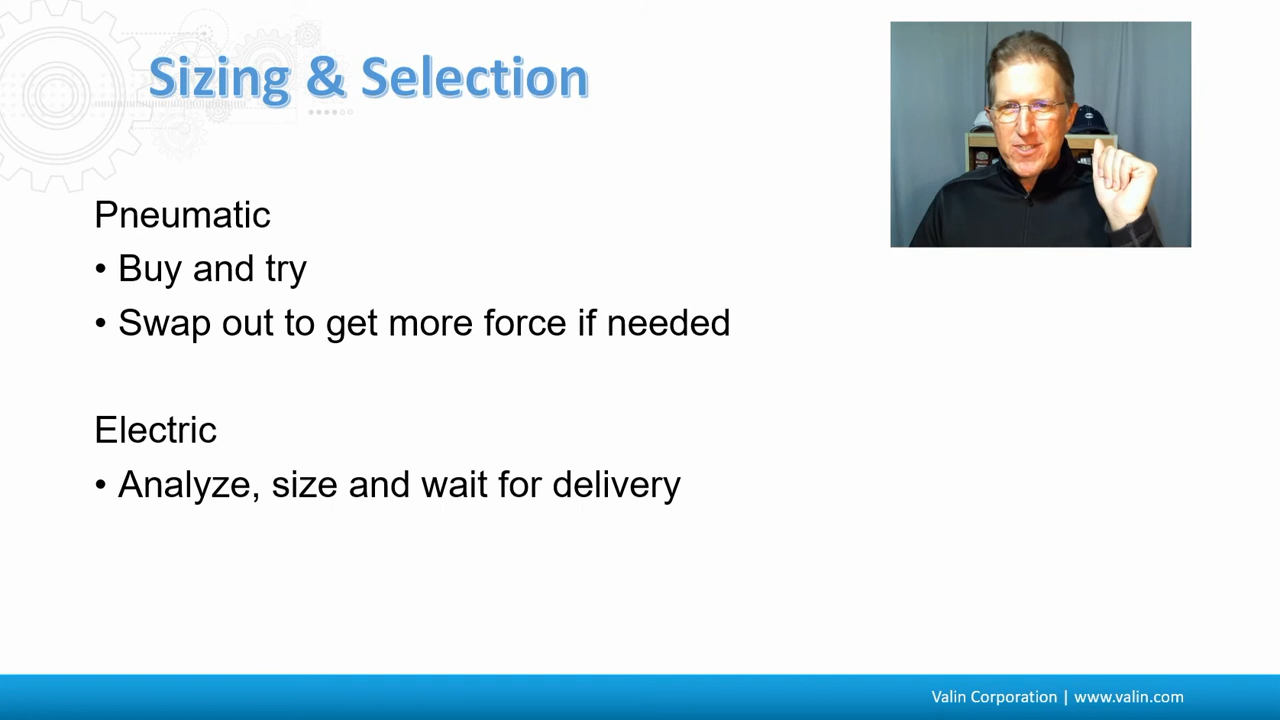 Sizing & Selection
Pneumatic
• Buy and try
• Swap out to get more force if needed
Electric
• Analyze, size and wait for delivery
Valin Corporation | www.valin.com